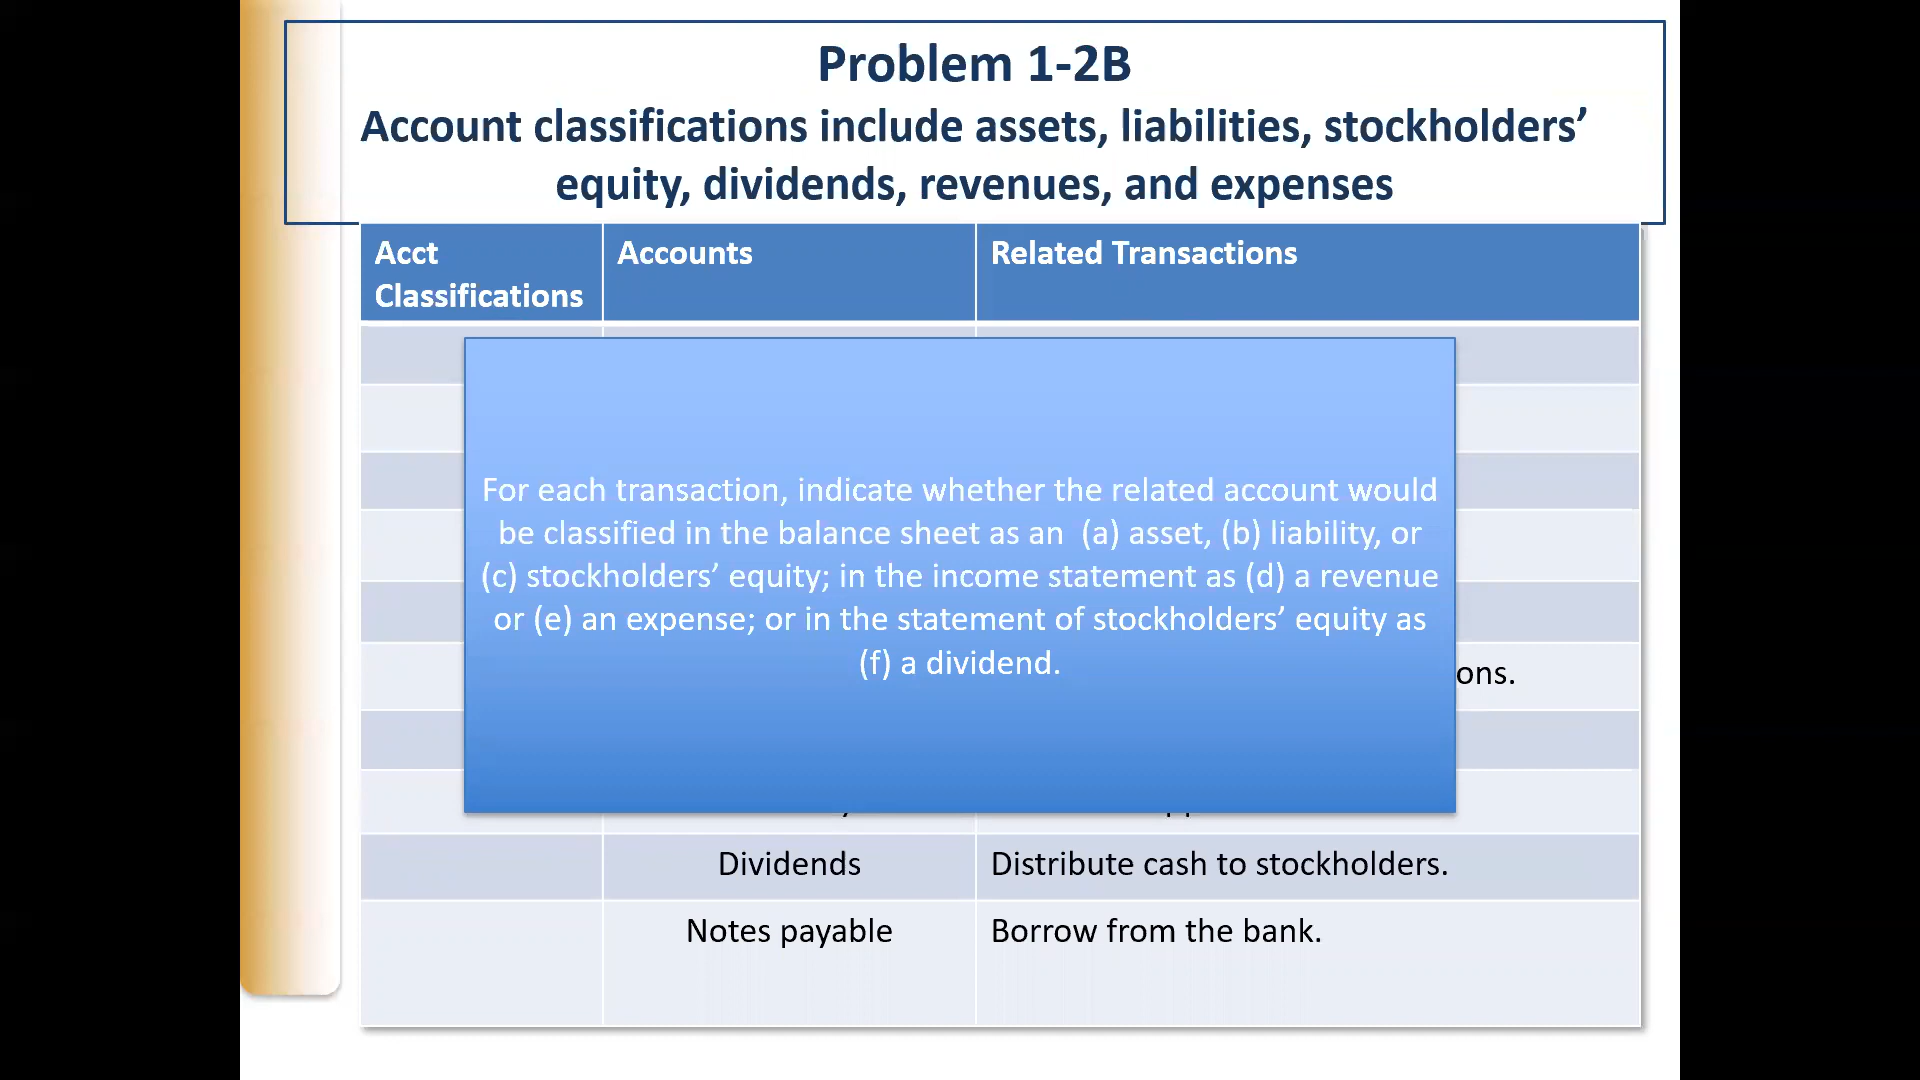 Problem 1-2B
Account classifications include assets, liabilities, stockholders’
equity, dividends, revenues, and expenses
Acct
Classifications
Accounts
Related Transactions
For each transaction, indicate whether the related account would
be classified in the balance sheet as an (a) asset, (b) liability, or
(c) stockholders’ equity; in the income statement as (d) a revenue
or (e) an expense; or in the statement of stockholders’ equity as
(f) a dividend.
ons.
Dividends
Distribute cash to stockholders.
Notes payable
Borrow from the bank.